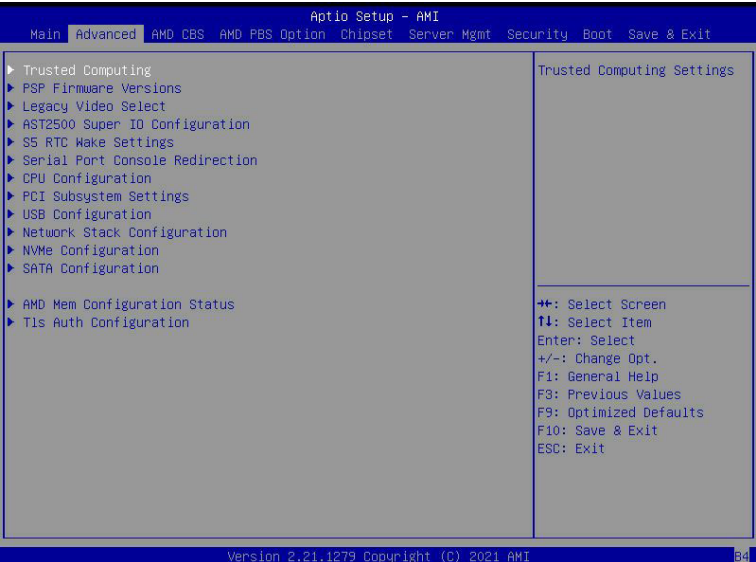 Aptio Setup - AMI
Main Advanced AMD CBS AMD PBS Option Chipset Server Mgmt Security Boot Save & Exit
Trusted Computing
PSP Firmware Versions
Legacy Video Select
AST2500 Super IO Configuration
S5 RTC Wake Settings
Serial Port Console Redirection
CPU Configuration
PCI Subsystem Settings
USB Configuration
Network Stack Configuration
NVMe Configuration
SATA Configuration
AMD Mem Configuration Status
Tls Auth Configuration
Trusted Computing Settings
→←: Select Screen
↑↓: Select Item
Enter: Select
+/-: Change Opt.
F1: General Help
F3: Previous Values
F9: Optimized Defaults
F10: Save & Exit
ESC: Exit
Version 2.21.1279 Copyright (C) 2021 AMI
B4